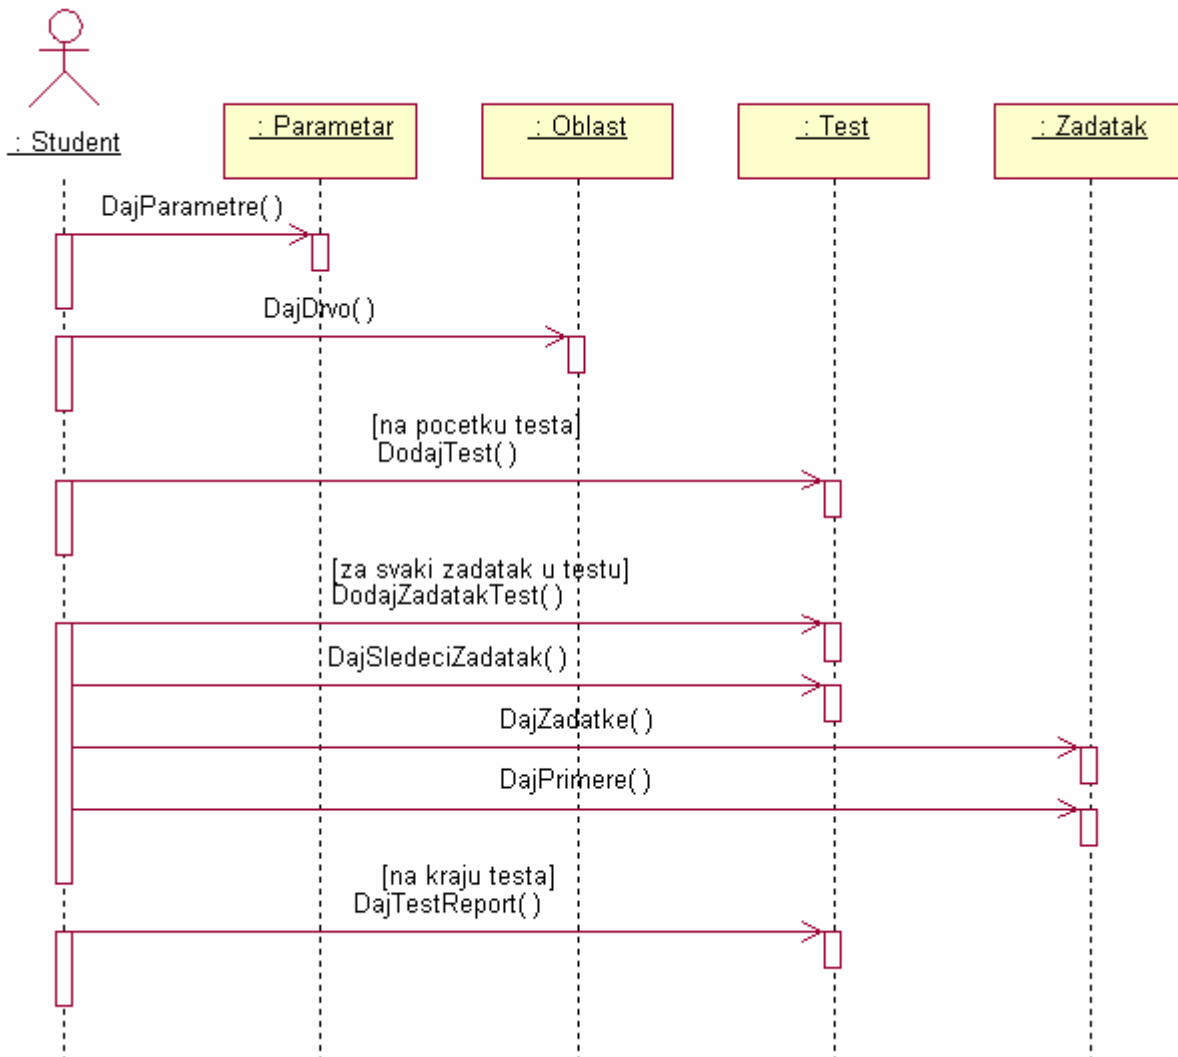 : Student
: Parametar
: Oblast
: Test
: Zadatak
DajParametre( )
DajDrvo( )
[na pocetku testa]
DodajTest( )
[za svaki zadatak u testu]
DodajZadatakTest( )
DajSledeciZadatak( )
DajZadatke( )
DajPrimere( )
[na kraju testa]
DajTestReport( )